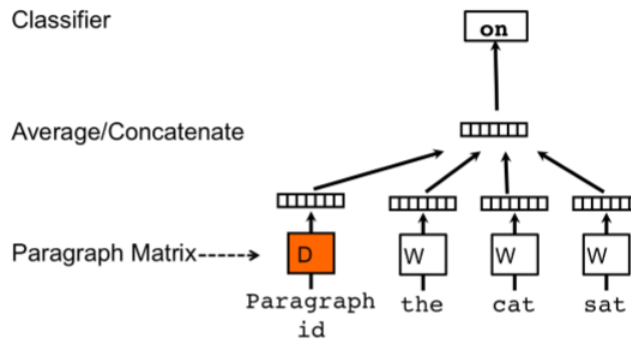 Classifier
on
Average/Concatenate
Paragraph Matrix
D
W
W
W
Paragraph
id
the
cat
sat